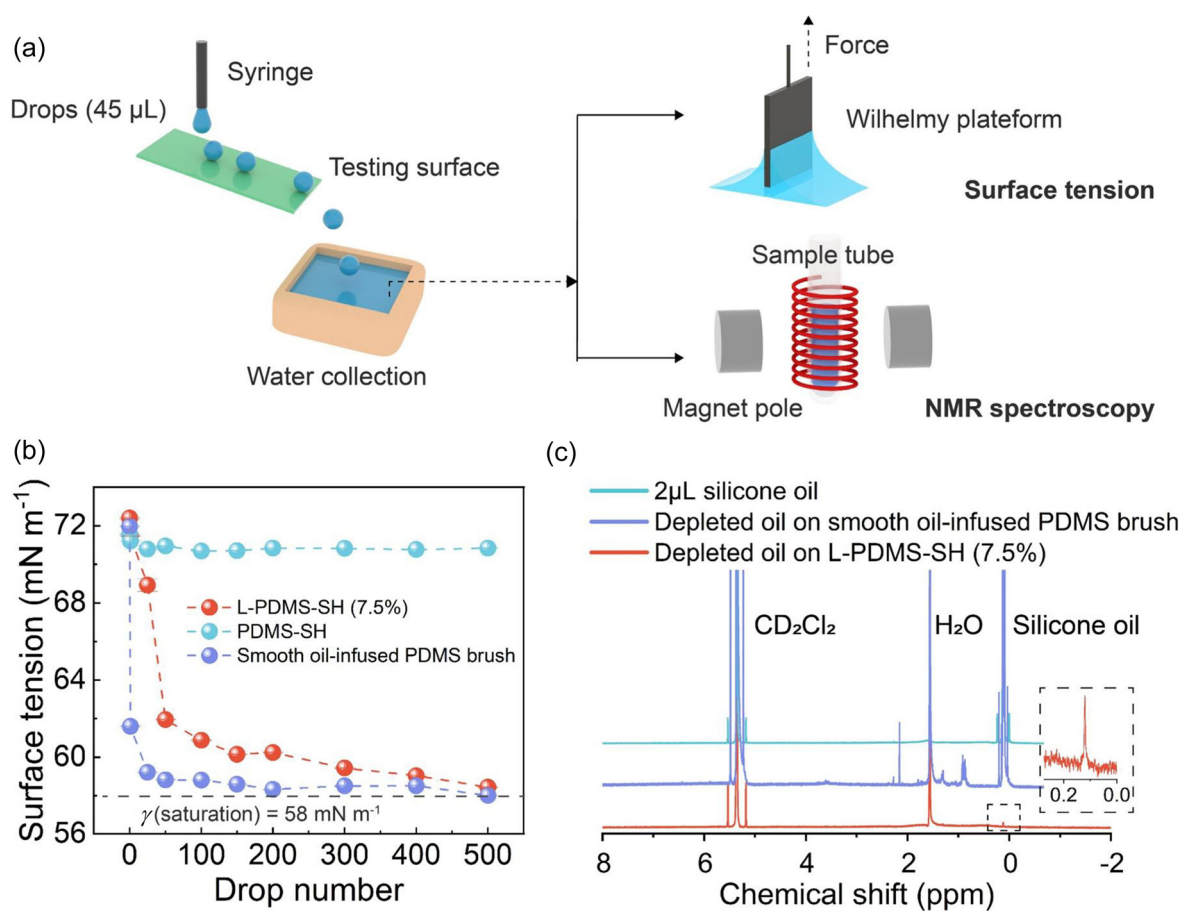 (a)
Syringe
Drops (45 µL)
Testing surface
Water collection
Force
Wilhelmy plateform
Surface tension
Sample tube
Magnet pole
NMR spectroscopy
(b)
Surface tension (mN m⁻¹)
72
68
64
60
56
L-PDMS-SH (7.5%)
PDMS-SH
Smooth oil-infused PDMS brush
γ(saturation) = 58 mN m⁻¹
0 100 200 300 400 500
Drop number
(c)
2µL silicone oil
Depleted oil on smooth oil-infused PDMS brush
Depleted oil on L-PDMS-SH (7.5%)
CD₂Cl₂ H₂O Silicone oil
0.2 0.0
8 6 4 2 0 -2
Chemical shift (ppm)